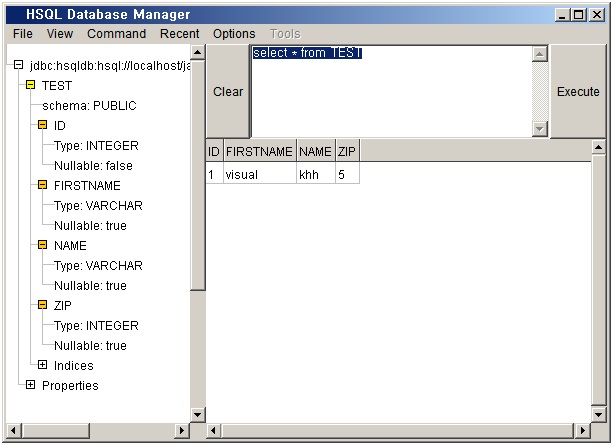 HSQL Database Manager
File View Command Recent Options Tools
jdbc:hsqldb:hsql://localhost/ja
TEST
schema: PUBLIC
ID
Type: INTEGER
Nullable: false
FIRSTNAME
Type: VARCHAR
Nullable: true
NAME
Type: VARCHAR
Nullable: true
ZIP
Type: INTEGER
Nullable: true
Indices
Properties
Clear
select * from TEST
Execute
ID FIRSTNAME NAME ZIP
1 visual khh 5